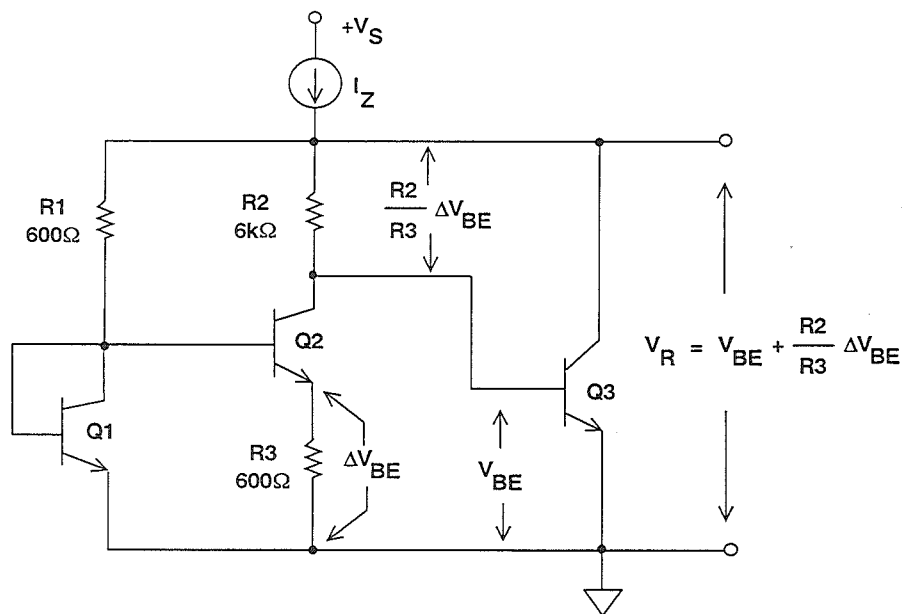 +VS
IZ
R1
600Ω
R2
6kΩ
R2
R3
ΔVBE
Q2
Q1
R3
600Ω
ΔVBE
VBE
Q3
VR = VBE + R2
R3
ΔVBE